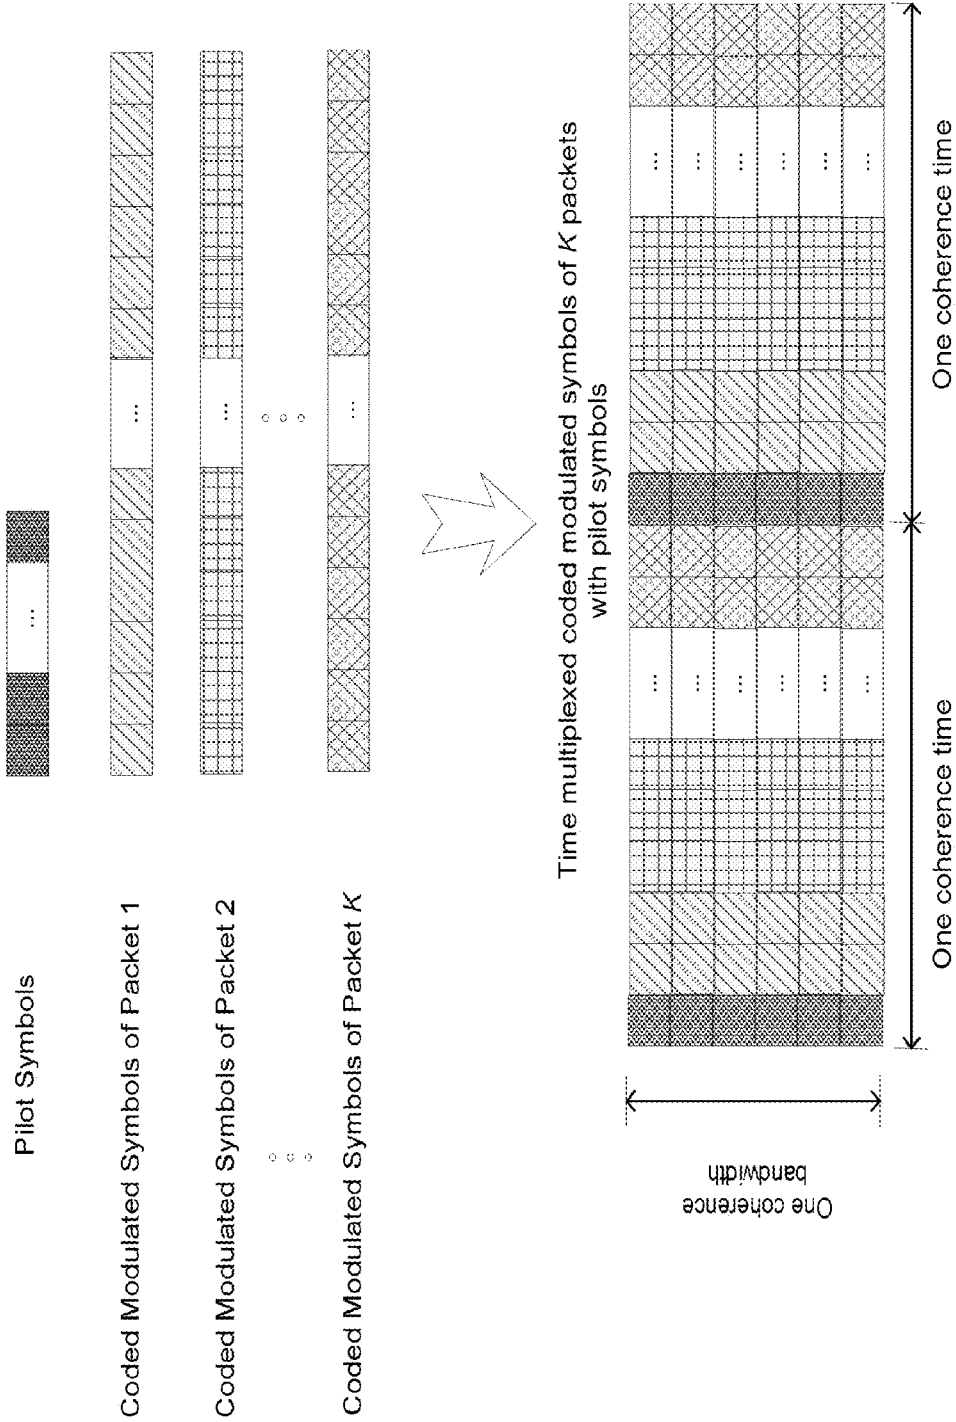 Pilot Symbols
...
Coded Modulated Symbols of Packet 1
...
Coded Modulated Symbols of Packet 2
...
Coded Modulated Symbols of Packet K
...
Time multiplexed coded modulated symbols of K packets
with pilot symbols
... ...
... ...
... ...
... ...
... ...
... ...
One coherence
bandwidth
One coherence time
One coherence time